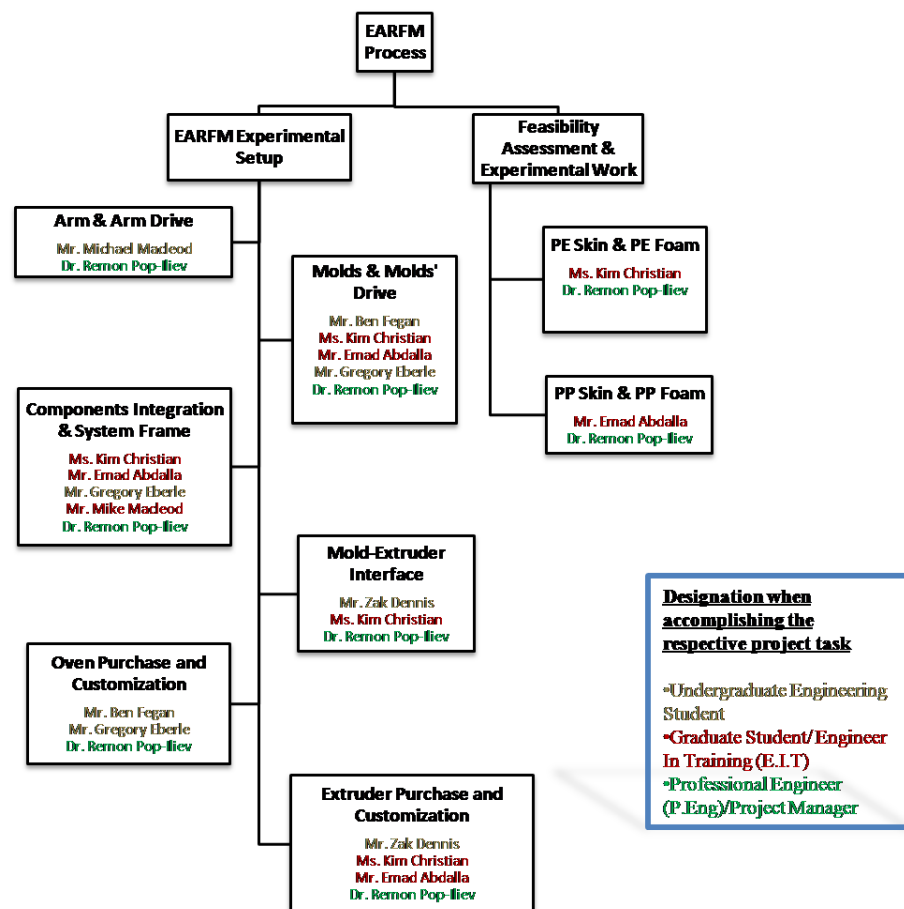 EARFM
Process
EARFM Experimental
Setup
Feasibility
Assessment &
Experimental Work
Arm & Arm Drive
Mr. Michael Macleod
Dr. Remon Pop-Iliev
Molds & Molds'
Drive
Mr. Ben Fegan
Ms. Kim Christian
Mr. Emad Abdalla
Mr. Gregory Eberle
Dr. Remon Pop-Iliev
PE Skin & PE Foam
Ms. Kim Christian
Dr. Remon Pop-Iliev
PP Skin & PP Foam
Mr. Emad Abdalla
Dr. Remon Pop-Iliev
Components Integration
& System Frame
Ms. Kim Christian
Mr. Emad Abdalla
Mr. Gregory Eberle
Mr. Mike Macleod
Dr. Remon Pop-Iliev
Mold-Extruder
Interface
Mr. Zak Dennis
Ms. Kim Christian
Dr. Remon Pop-Iliev
Oven Purchase and
Customization
Mr. Ben Fegan
Mr. Gregory Eberle
Dr. Remon Pop-Iliev
Extruder Purchase and
Customization
Mr. Zak Dennis
Ms. Kim Christian
Mr. Emad Abdalla
Dr. Remon Pop-Iliev
Designation when
accomplishing the
respective project task
•Undergraduate Engineering
Student
•Graduate Student/ Engineer
In Training (E.I.T)
•Professional Engineer
(P.Eng)/Project Manager